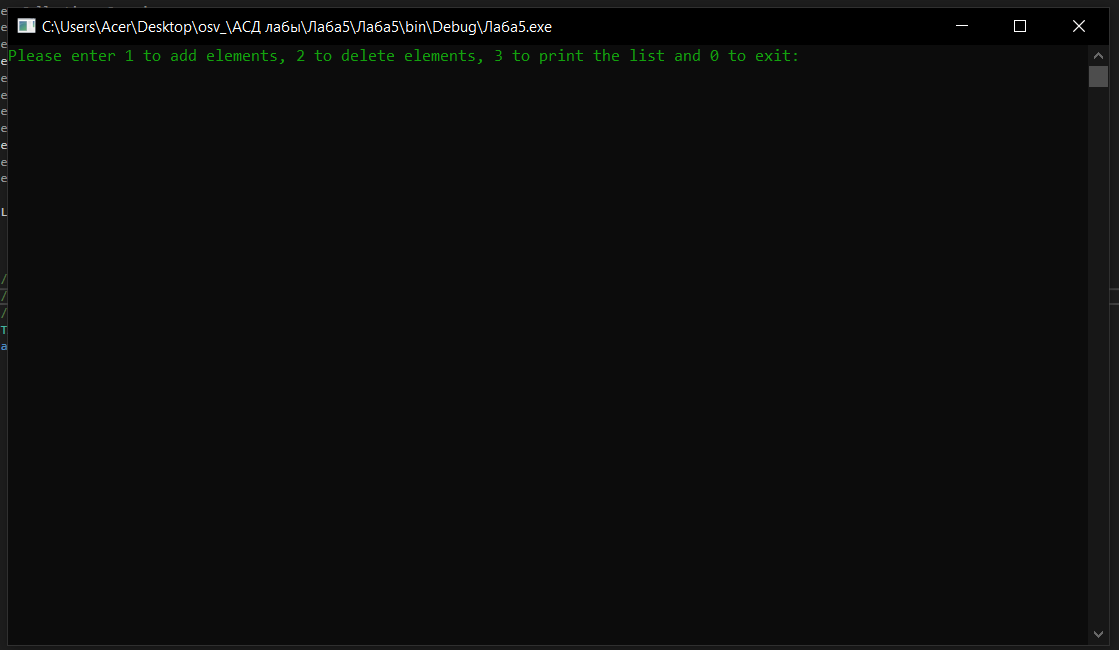 C:\Users\Acer\Desktop\osv_\АСД лабы\Лаба5\Лаба5\bin\Debug\Лаба5.exe
Please enter 1 to add elements, 2 to delete elements, 3 to print the list and 0 to exit: